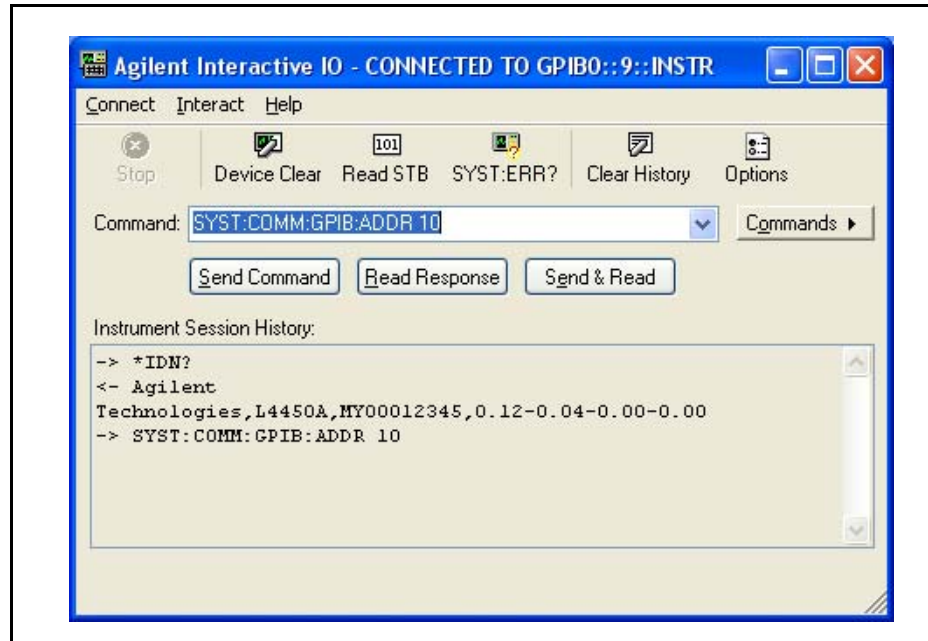 Agilent Interactive IO - CONNECTED TO GPIB0::9::INSTR
Connect Interact Help
101
Stop Device Clear Read STB SYST:ERR? Clear History Options
Command: SYST:COMM:GPIB:ADDR 10 Commands
Send Command Read Response Send & Read
Instrument Session History:
-> *IDN?
<- Agilent
Technologies,L4450A,MY00012345,0.12-0.04-0.00-0.00
-> SYST:COMM:GPIB:ADDR 10